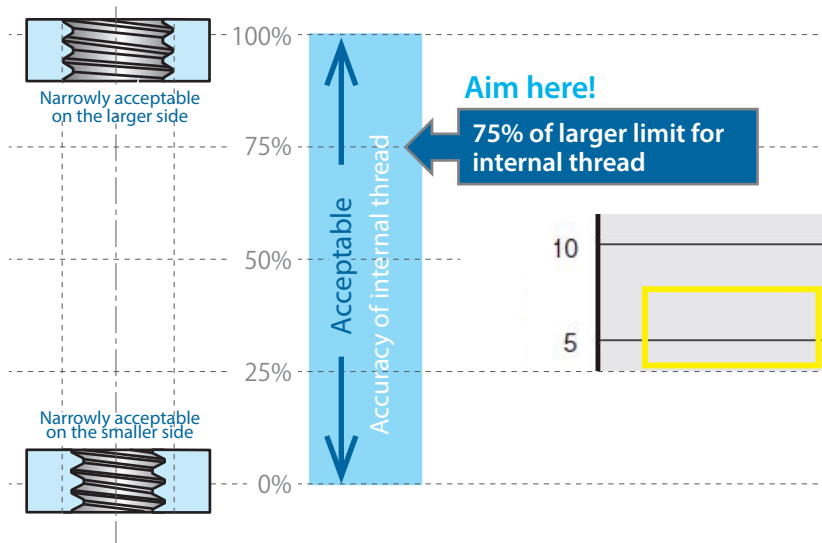 100%
Narrowly acceptable
on the larger side
Aim here!
75% of larger limit for
internal thread
75%
Acceptable
Accuracy of internal thread
50%
10
5
25%
Narrowly acceptable
on the smaller side
0%